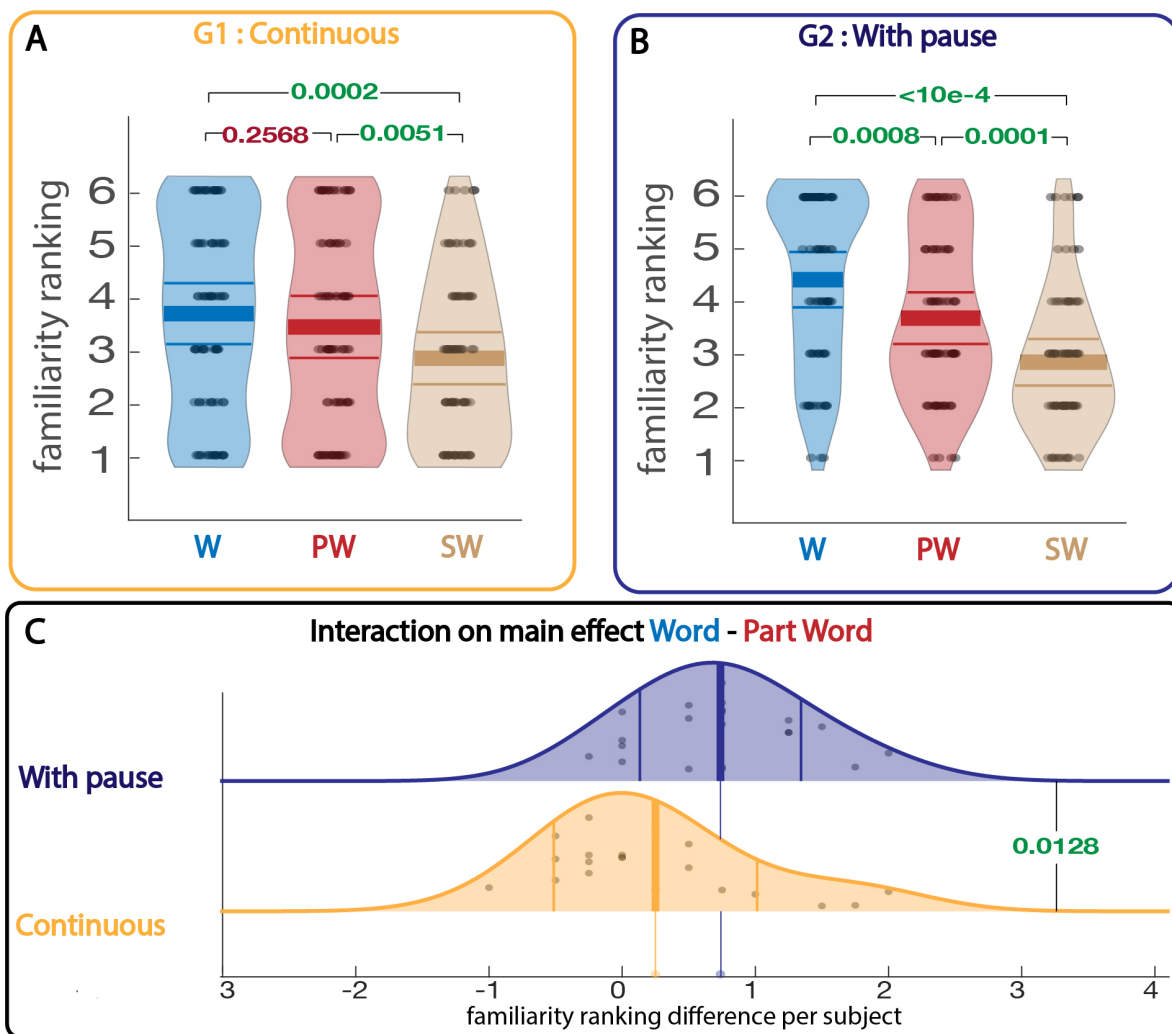 A
G1 : Continuous
0.0002
0.2568
0.0051
familiarity ranking
6
5
4
3
2
1
W PW SW
B
G2 : With pause
<10e-4
0.0008
0.0001
familiarity ranking
6
5
4
3
2
1
W PW SW
C
Interaction on main effect Word - Part Word
With pause
Continuous
0.0128
3 -2 -1 0 1 2 3 4
familiarity ranking difference per subject